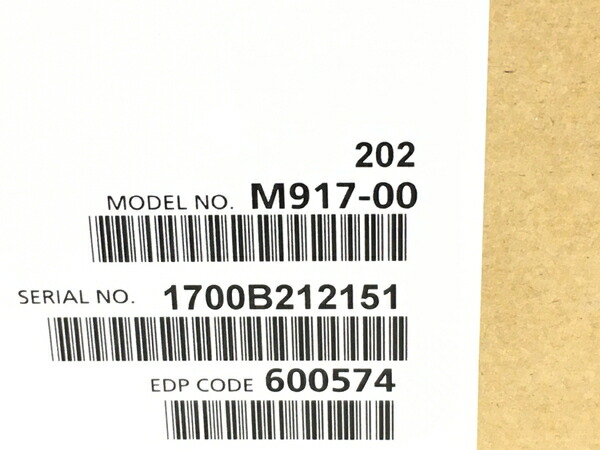 202
MODEL NO. M917-00
SERIAL NO. 1700B212151
EDP CODE 600574